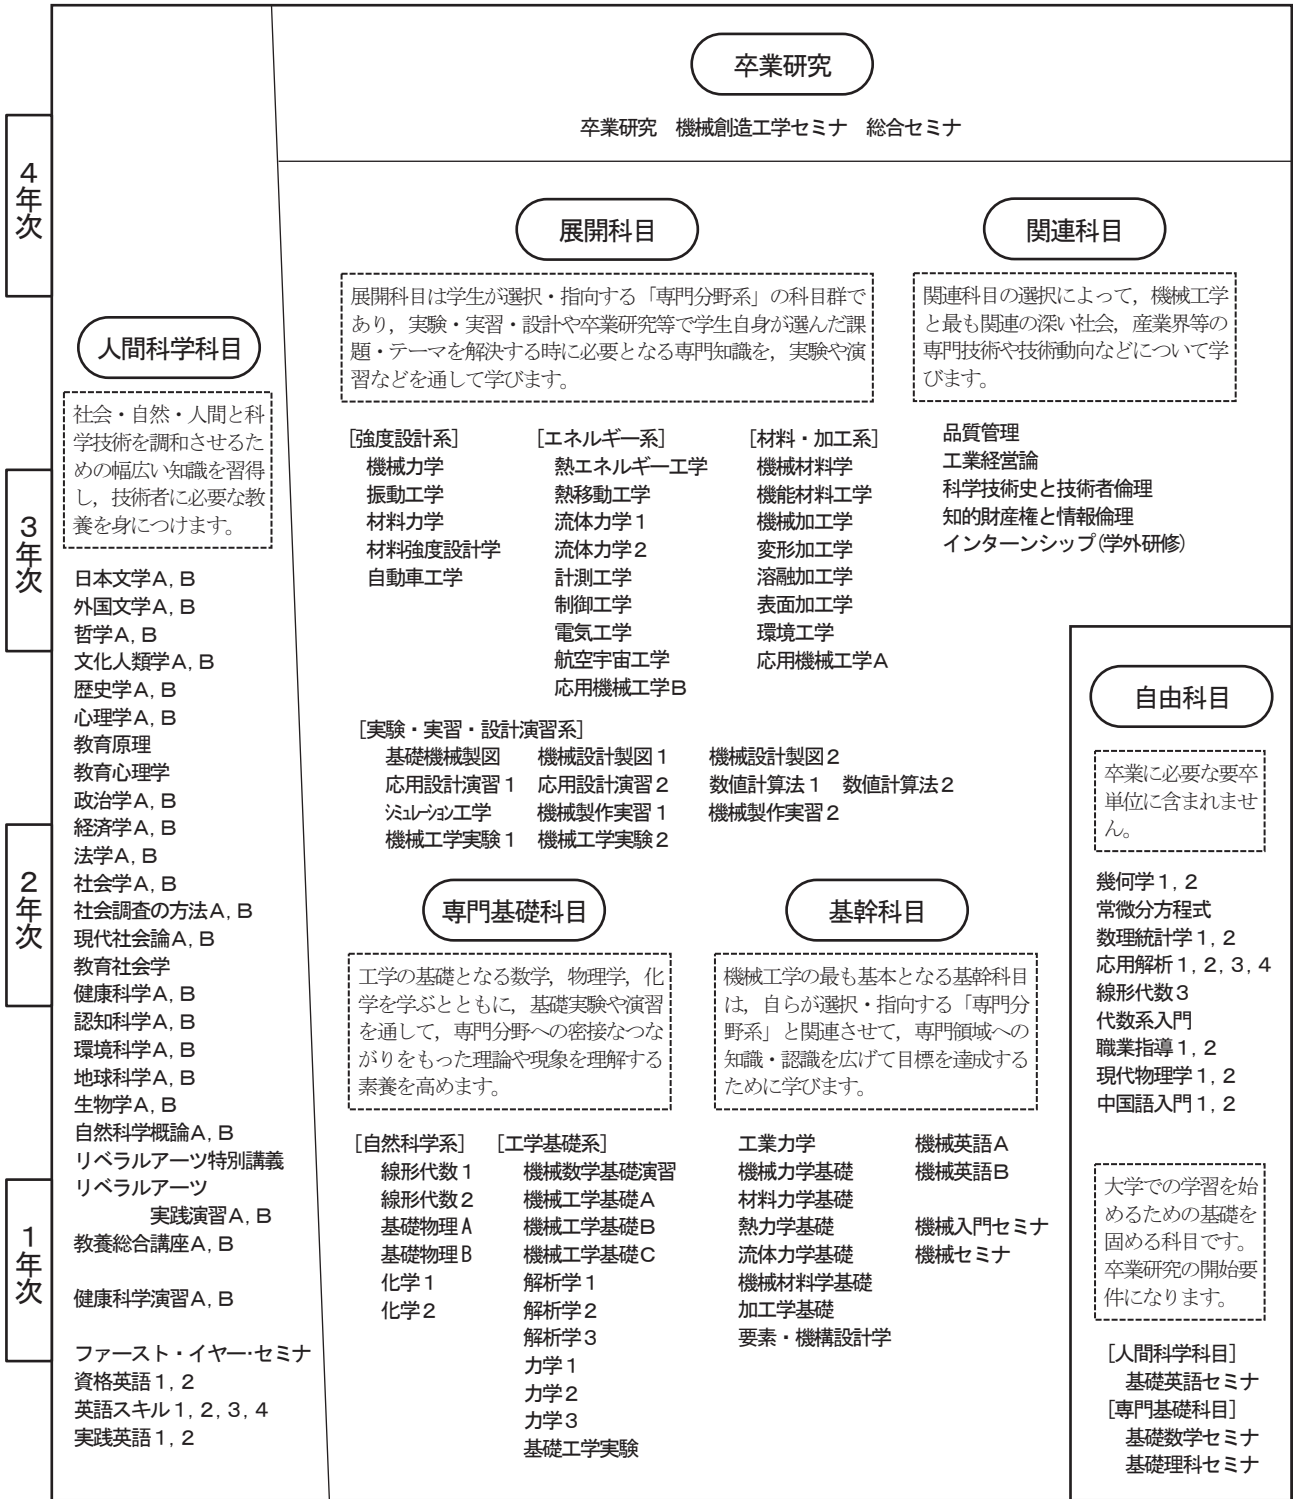 卒業研究
卒業研究 機械創造工学セミナ 総合セミナ
4年次
3年次
2年次
1年次
人間科学科目
社会・自然・人間と科
学技術を調和させるた
めの幅広い知識を習得
し，技術者に必要な教
養を身につけます。
日本文学A, B
外国文学A, B
哲学A, B
文化人類学A, B
歴史学A, B
心理学A, B
教育原理
教育心理学
政治学A, B
経済学A, B
法学A, B
社会学A, B
社会調査の方法A, B
現代社会論A, B
教育社会学
健康科学A, B
認知科学A, B
環境科学A, B
地球科学A, B
生物学A, B
自然科学概論A, B
リベラルアーツ特別講義
リベラルアーツ
実践演習A, B
教養総合講座A, B
健康科学演習A, B
ファースト・イヤー・セミナ
資格英語1, 2
英語スキル1, 2, 3, 4
実践英語1, 2
展開科目
展開科目は学生が選択・指向する「専門分野系」の科目群で
あり，実験・実習・設計や卒業研究等で学生自身が選んだ課
題・テーマを解決する時に必要となる専門知識を，実験や演
習などを通して学びます。
[強度設計系]
機械力学
振動工学
材料力学
材料強度設計学
自動車工学
[エネルギー系]
熱エネルギー工学
熱移動工学
流体力学1
流体力学2
計測工学
制御工学
電気工学
航空宇宙工学
応用機械工学B
[材料・加工系]
機械材料学
機能材料工学
機械加工学
変形加工学
溶融加工学
表面加工学
環境工学
応用機械工学A
[実験・実習・設計演習系]
基礎機械製図 機械設計製図1 機械設計製図2
応用設計演習1 応用設計演習2 数値計算法1 数値計算法2
シミュレーション工学 機械製作実習1 機械製作実習2
機械工学実験1 機械工学実験2
関連科目
関連科目の選択によって，機械工学
と最も関連の深い社会，産業界等の
専門技術や技術動向などについて学
びます。
品質管理
工業経営論
科学技術史と技術者倫理
知的財産権と情報倫理
インターンシップ(学外研修)
専門基礎科目
工学の基礎となる数学，物理学，化
学を学ぶとともに，基礎実験や演習
を通して，専門分野への密接なつな
がりをもった理論や現象を理解する
素養を高めます。
[自然科学系]
線形代数1
線形代数2
基礎物理A
基礎物理B
化学1
化学2
[工学基礎系]
機械数学基礎演習
機械工学基礎A
機械工学基礎B
機械工学基礎C
解析学1
解析学2
解析学3
力学1
力学2
力学3
基礎工学実験
基幹科目
機械工学の最も基本となる基幹科目
は，自らが選択・指向する「専門分
野系」と関連させて，専門領域への
知識・認識を広げて目標を達成する
ために学びます。
工業力学
機械力学基礎
材料力学基礎
熱力学基礎
流体力学基礎
機械材料学基礎
加工学基礎
要素・機構設計学
機械英語A
機械英語B
機械入門セミナ
機械セミナ
自由科目
卒業に必要な要卒
単位に含まれませ
ん。
幾何学1, 2
常微分方程式
数理統計学1, 2
応用解析1, 2, 3, 4
線形代数3
代数系入門
職業指導1, 2
現代物理学1, 2
中国語入門1, 2
大学での学習を始
めるための基礎を
固める科目です。
卒業研究の開始要
件になります。
[人間科学科目]
基礎英語セミナ
[専門基礎科目]
基礎数学セミナ
基礎理科セミナ